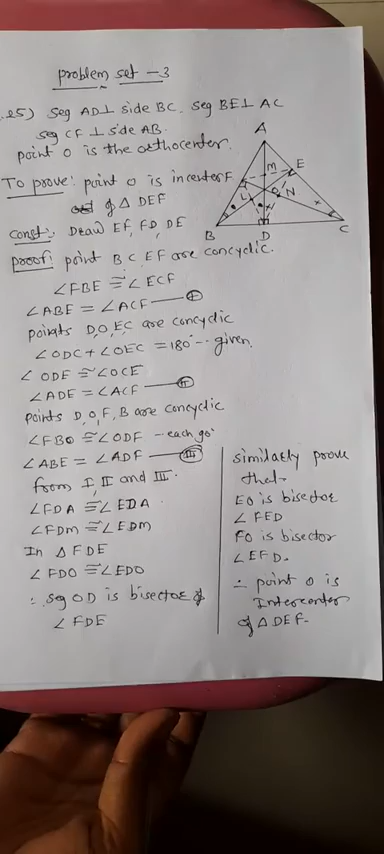 problem set -3
25) Seg AD⊥ side BC. seg BE⊥ AC
seg CF ⊥ side AB.
point O is the orthocenter.
To prove: point O is incenter
of △ DEF
Const:. Draw EF, FD, DE
proof: point B C EF are concyclic.
∠FBE ≅ ∠ECF
∠ABE = ∠ACF — I
points D,O,E,C are concyclic
∠ODC + ∠OEC = 180° -- given.
∠ODE ≅ ∠OCE
∠ADE = ∠ACF — II
points D, O, F, B are concyclic
∠FBO ≅ ∠ODF -- each 90°
∠ABE = ∠ADF — III
from I, II and III.
∠FDA ≅ ∠EDA
∠FDM ≅ ∠EDM
In △ FDE
∠FDO ≅ ∠EDO
∴ seg OD is bisector of
∠FDE
similarly prove
that-
EO is bisector
∠FED
FO is bisector
∠EFD.
∴ point O is
Intercenter
of △ DEF-
A
M
E
F
O
L
N
x
x
B
D
C